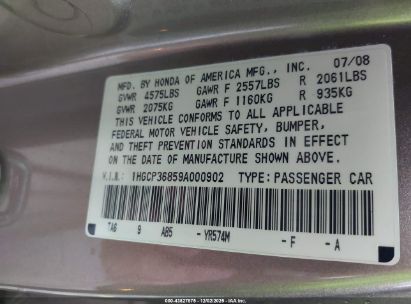 MFD. BY HONDA OF AMERICA MFG., INC. 07/08
GVWR 4575LBS GAWR F 2557LBS R 2061LBS
GVWR 2075KG GAWR F 1160KG R 935KG
THIS VEHICLE CONFORMS TO ALL APPLICABLE
FEDERAL MOTOR VEHICLE SAFETY, BUMPER,
AND THEFT PREVENTION STANDARDS IN EFFECT
ON THE DATE OF MANUFACTURE SHOWN ABOVE.
V.I.N.: 1HGCP36859A000902 TYPE: PASSENGER CAR
TA6 9 AB5 -YR574M -F -A